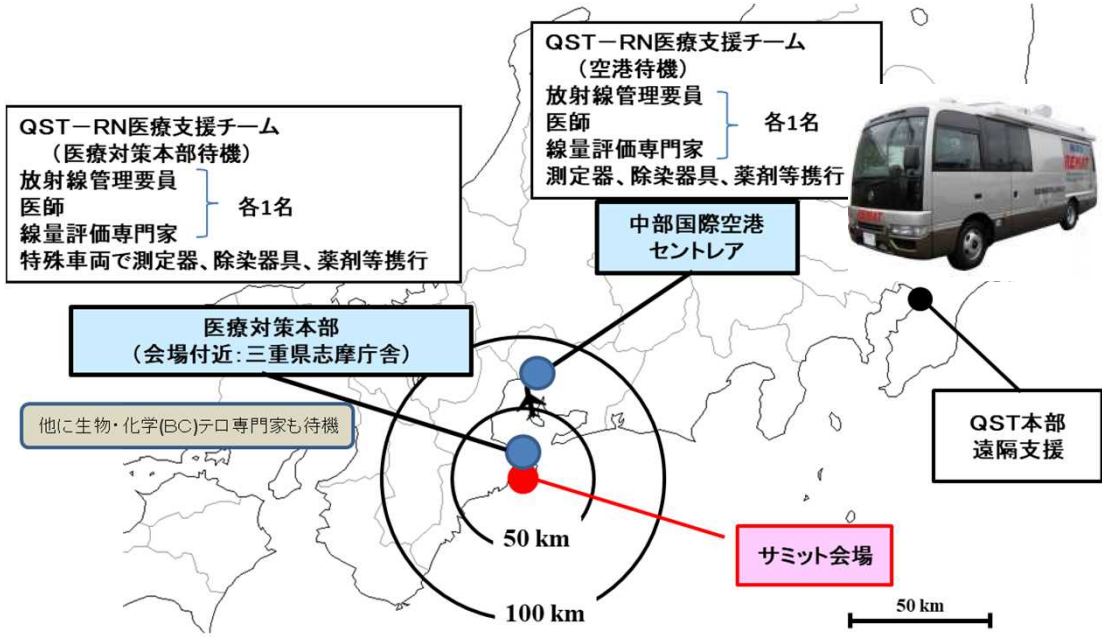 QST－RN医療支援チーム
（医療対策本部待機）
放射線管理要員
医師
線量評価専門家
各1名
特殊車両で測定器、除染器具、薬剤等携行
QST－RN医療支援チーム
（空港待機）
放射線管理要員
医師
線量評価専門家
各1名
測定器、除染器具、薬剤等携行
REMAT
REMAT
中部国際空港
セントレア
医療対策本部
（会場付近：三重県志摩庁舎）
他に生物・化学(BC)テロ専門家も待機
QST本部
遠隔支援
サミット会場
50 km
100 km
50 km